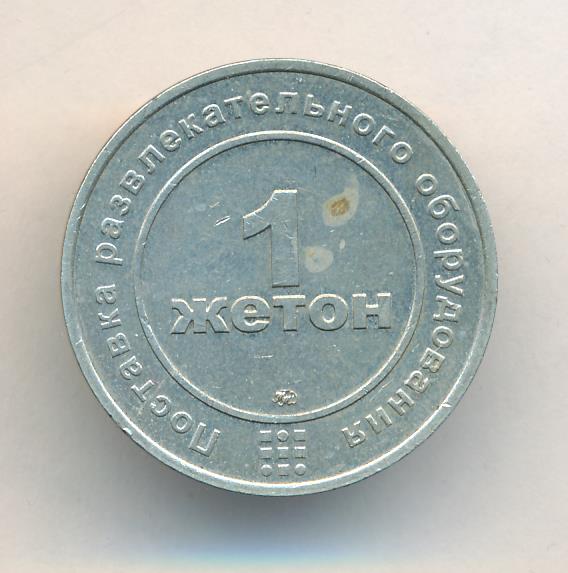 Поставка развлекательного оборудования
1
жетон